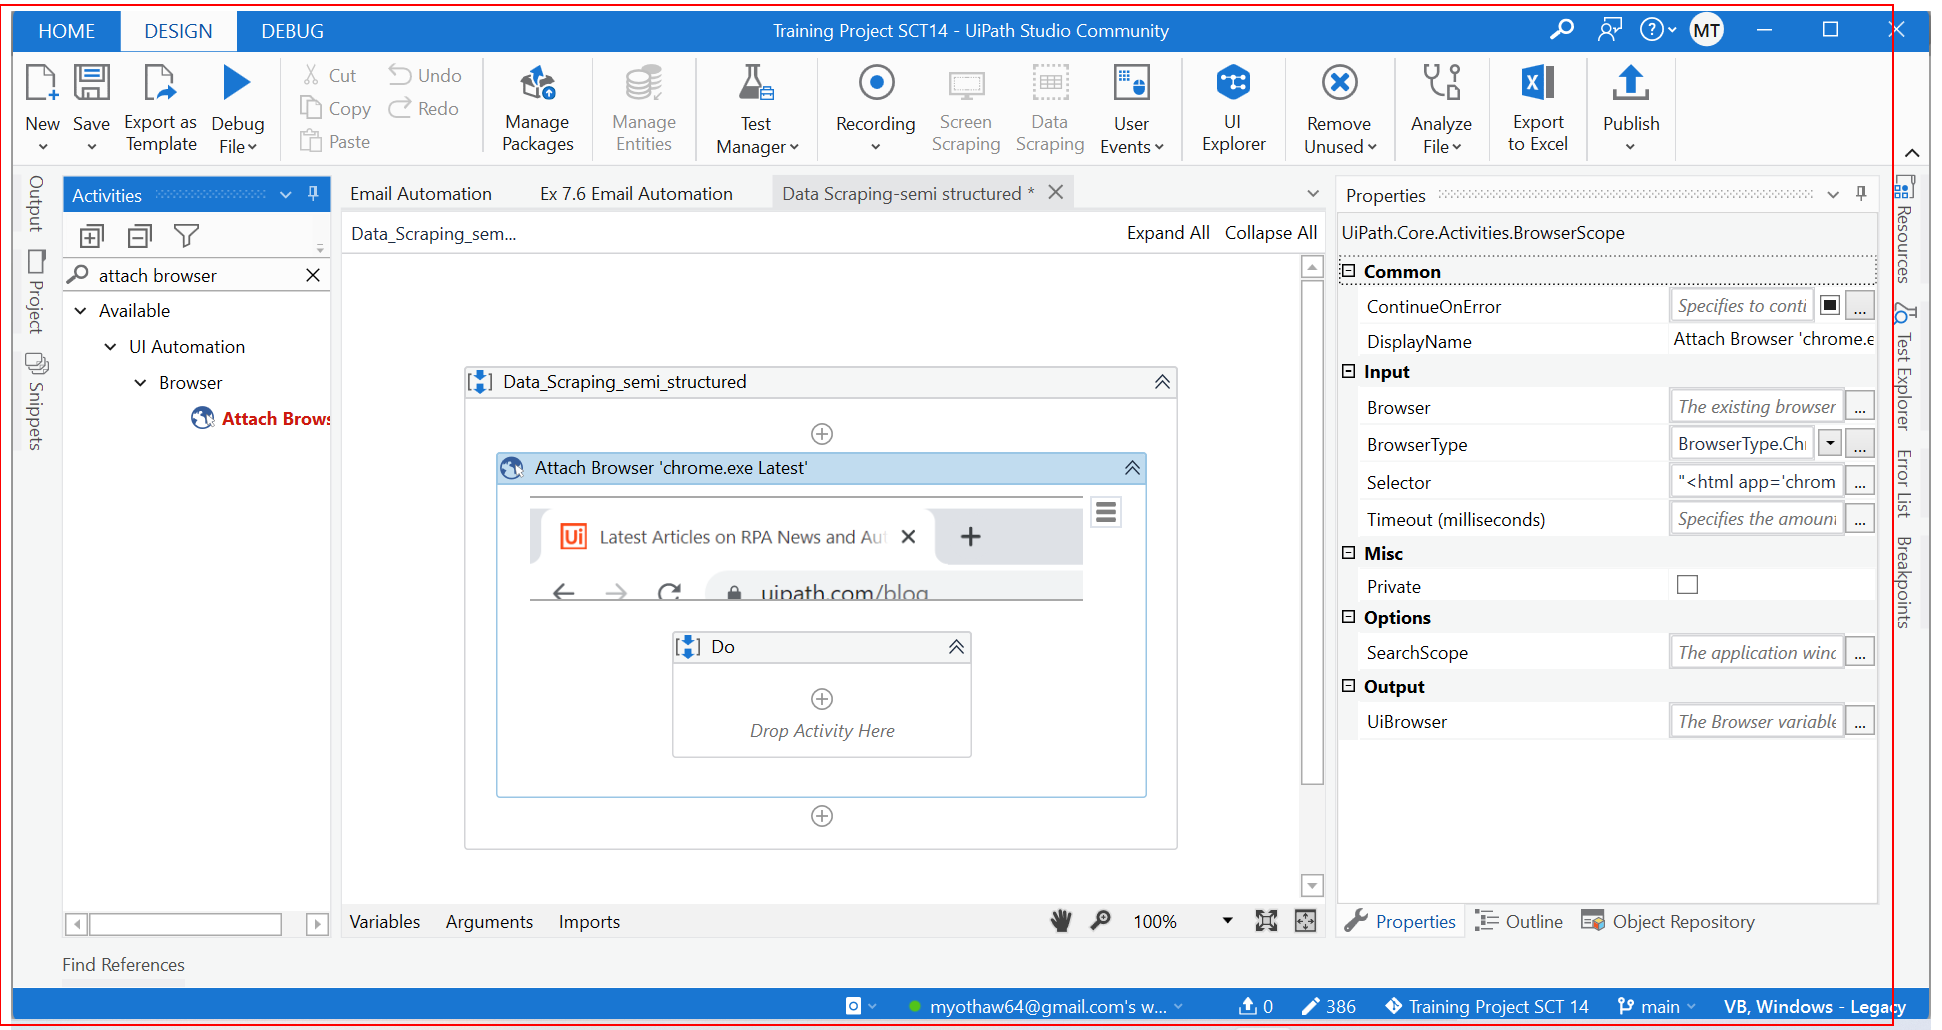 HOME DESIGN DEBUG Training Project SCT14 - UiPath Studio Community MT
New Save Export as Template Debug File Cut Copy Paste Undo Redo Manage Packages Manage Entities Test Manager Recording Screen Scraping Data Scraping User Events UI Explorer Remove Unused Analyze File Export to Excel Publish
Output
Project
Snippets
Activities
attach browser
Available
UI Automation
Browser
Attach Brows
Email Automation Ex 7.6 Email Automation Data Scraping-semi structured *
Data_Scraping_sem... Expand All Collapse All
Data_Scraping_semi_structured
Attach Browser 'chrome.exe Latest'
Ui Latest Articles on RPA News and Au
uipath.com/blog
Do
Drop Activity Here
Variables Arguments Imports 100%
Properties
UiPath.Core.Activities.BrowserScope
Common
ContinueOnError Specifies to conti ...
DisplayName Attach Browser 'chrome.e
Input
Browser The existing browser ...
BrowserType BrowserType.Ch ...
Selector "<html app='chrom ...
Timeout (milliseconds) Specifies the amount ...
Misc
Private
Options
SearchScope The application wind ...
Output
UiBrowser The Browser variable ...
Properties Outline Object Repository
Resources
Test Explorer
Error List
Breakpoints
Find References
myothaw64@gmail.com's w... 0 386 Training Project SCT 14 main VB, Windows - Legacy